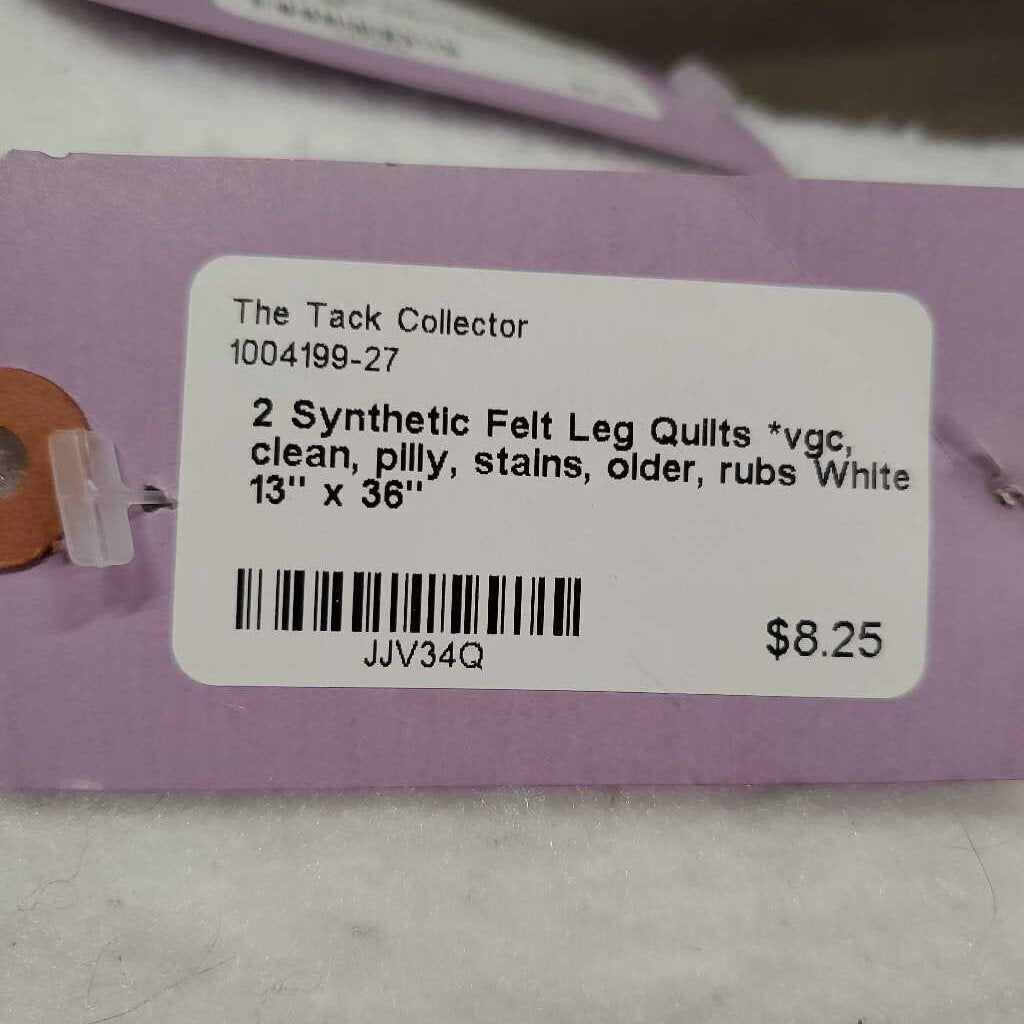 The Tack Collector
1004199-27
2 Synthetic Felt Leg Quilts *vgc,
clean, pilly, stains, older, rubs White
13" x 36"
JJV34Q
$8.25